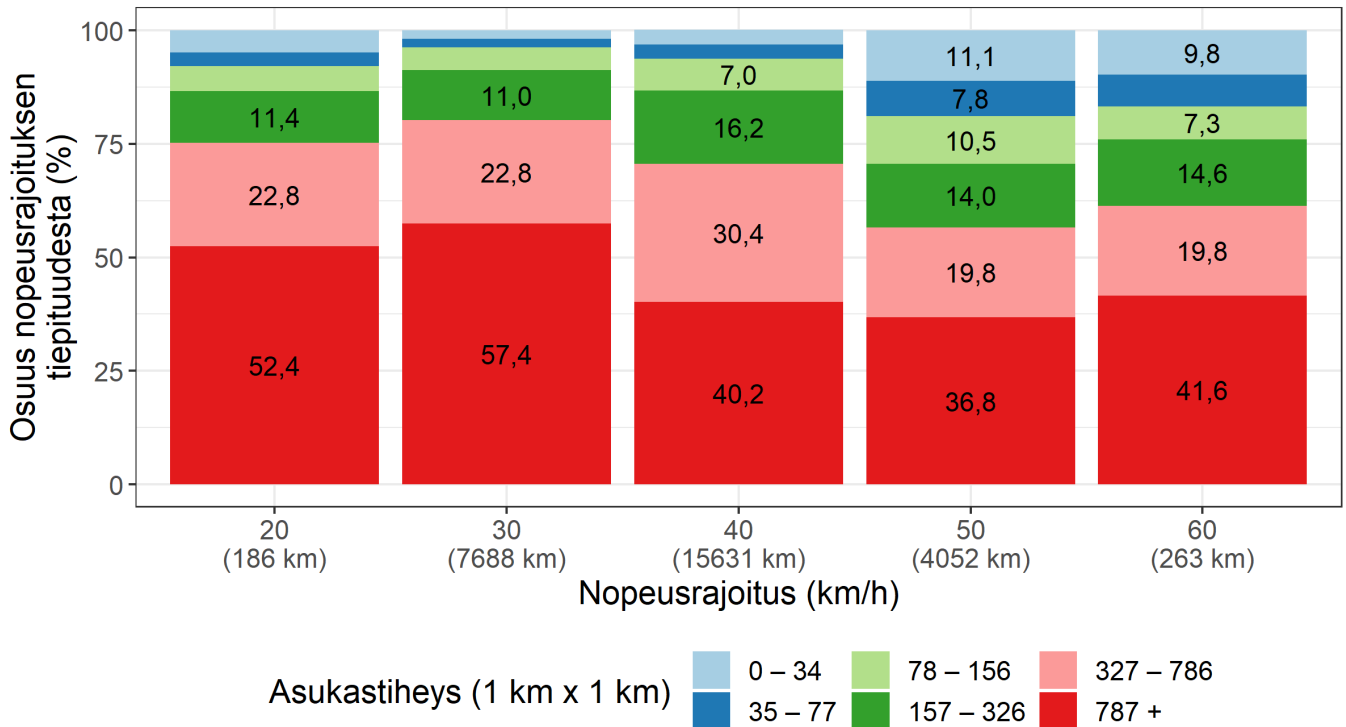 Osuus nopeusrajoituksen
tiepituudesta (%)
100
75
50
25
0
11,4
22,8
52,4
11,0
22,8
57,4
7,0
16,2
30,4
40,2
11,1
7,8
10,5
14,0
19,8
36,8
9,8
7,3
14,6
19,8
41,6
20
(186 km)
30
(7688 km)
40
(15631 km)
50
(4052 km)
60
(263 km)
Nopeusrajoitus (km/h)
Asukastiheys (1 km x 1 km)
0 – 34
35 – 77
78 – 156
157 – 326
327 – 786
787 +